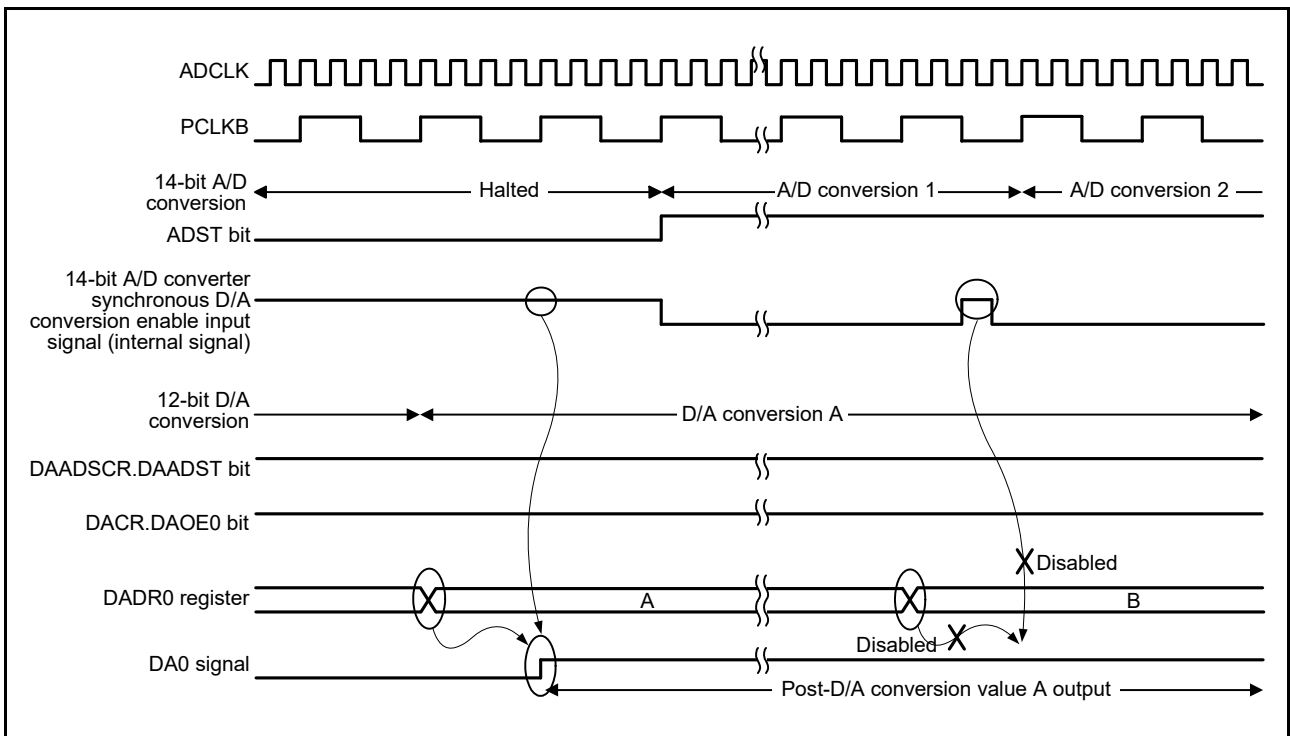 ADCLK
PCLKB
14-bit A/D
conversion
Halted
A/D conversion 1
A/D conversion 2
ADST bit
14-bit A/D converter
synchronous D/A
conversion enable input
signal (internal signal)
12-bit D/A
conversion
D/A conversion A
DAADSCR.DAADST bit
DACR.DAOE0 bit
Disabled
DADR0 register
A
B
Disabled
DA0 signal
Post-D/A conversion value A output